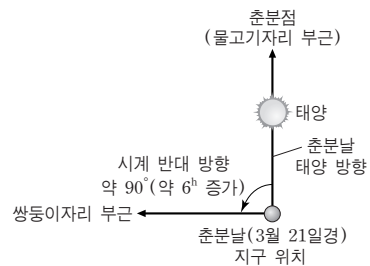 춘분점
(물고기자리 부근)
태양
춘분날
태양 방향
시계 반대 방향
약 90°(약 6ʰ 증가)
쌍둥이자리 부근
춘분날(3월 21일경)
지구 위치